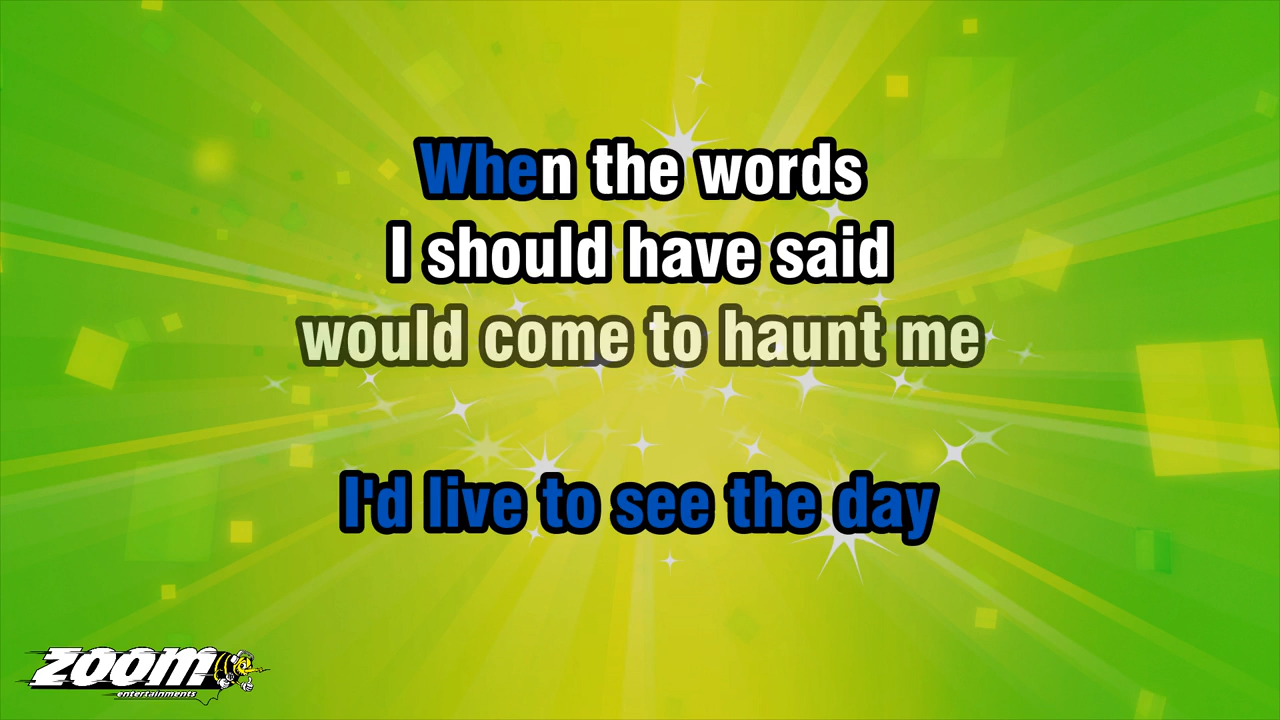 When the words
I should have said
would come to haunt me
I'd live to see the day
zoom
entertainments